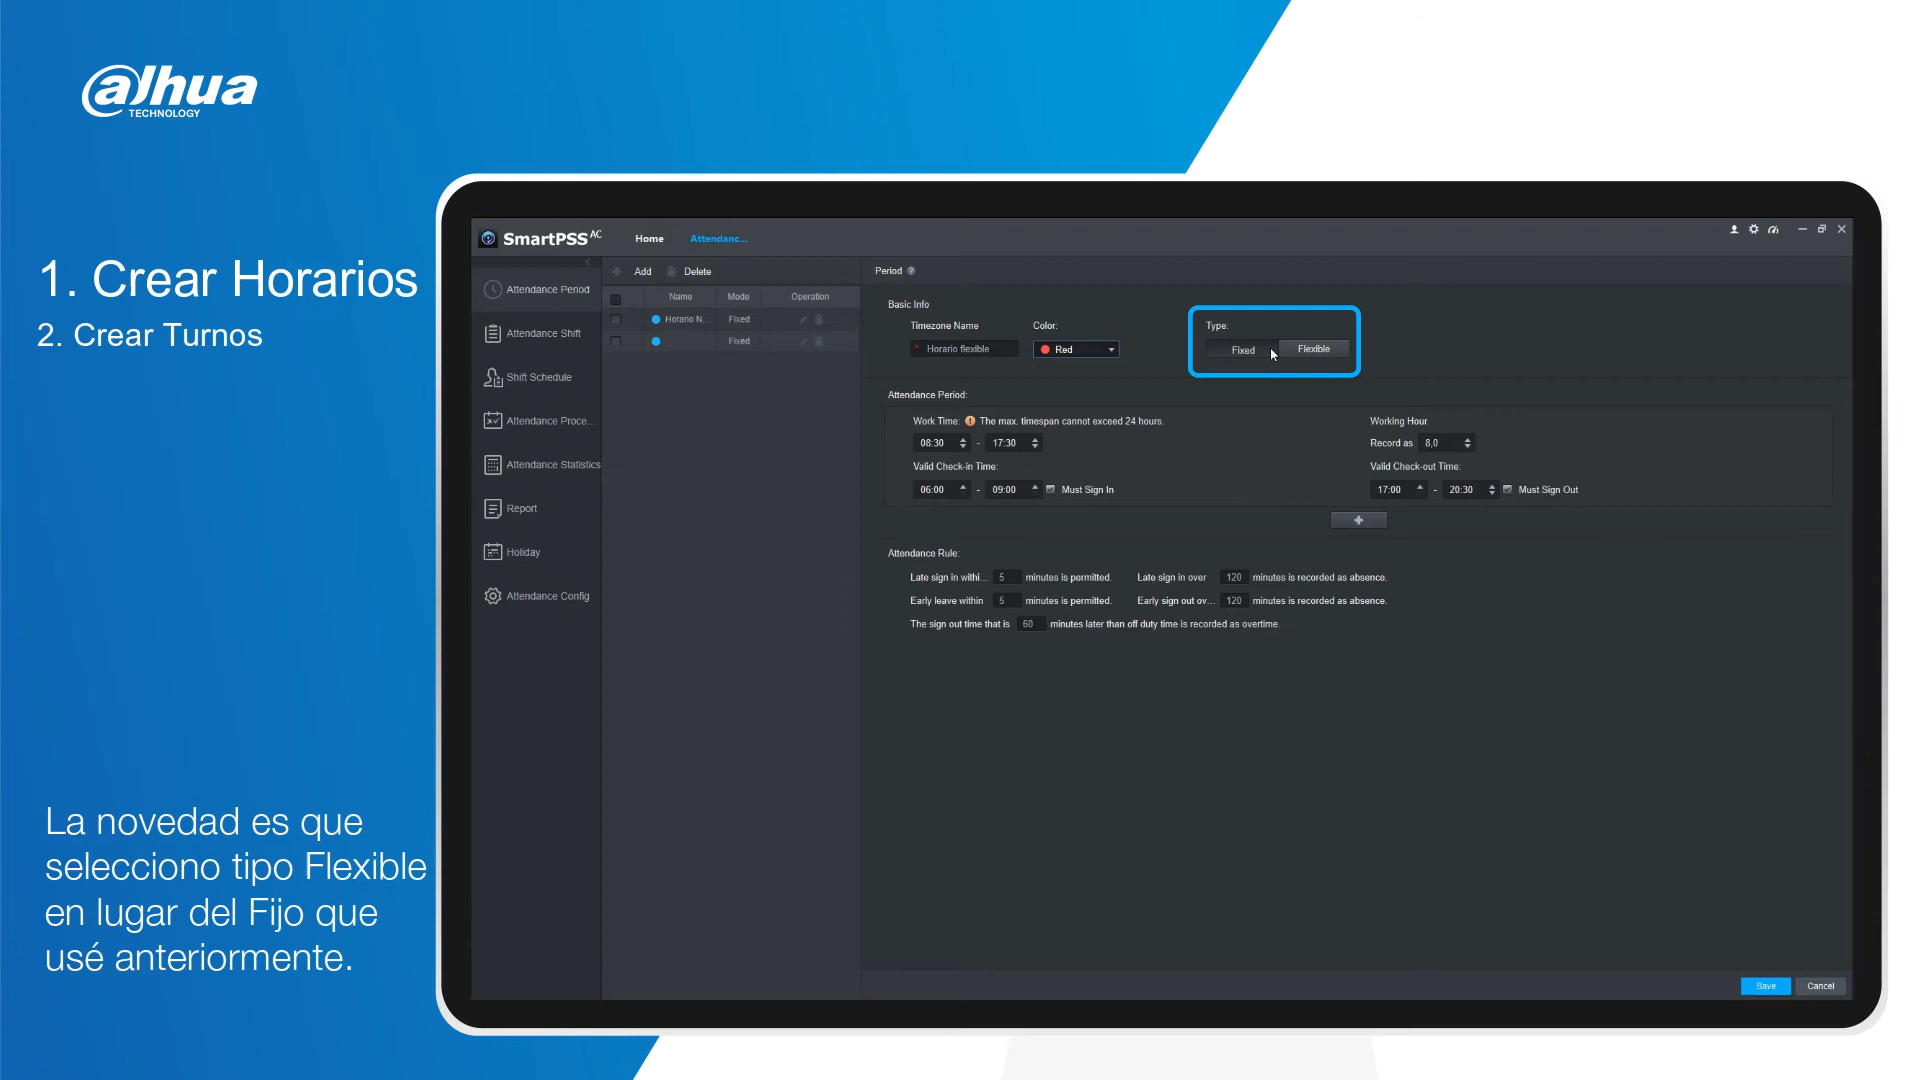 alhua
TECHNOLOGY
1. Crear Horarios
2. Crear Turnos
La novedad es que
selecciono tipo Flexible
en lugar del Fijo que
usé anteriormente.
SmartPSS AC
Home
Attendanc...
Attendance Period
Attendance Shift
Shift Schedule
Attendance Proce...
Attendance Statistics
Report
Holiday
Attendance Config
Add
Delete
Name Mode Operation
Horario N... Fixed
Fixed
Period
Basic Info
Timezone Name Color: Type:
* Horario flexible Red Fixed Flexible
Attendance Period:
Work Time: The max. timespan cannot exceed 24 hours. Working Hour
08:30 - 17:30 Record as 8,0
Valid Check-in Time: Valid Check-out Time:
06:00 - 09:00 Must Sign In 17:00 - 20:30 Must Sign Out
Attendance Rule:
Late sign in withi... 5 minutes is permitted. Late sign in over 120 minutes is recorded as absence.
Early leave within 5 minutes is permitted. Early sign out ov... 120 minutes is recorded as absence.
The sign out time that is 60 minutes later than off duty time is recorded as overtime.
Save Cancel